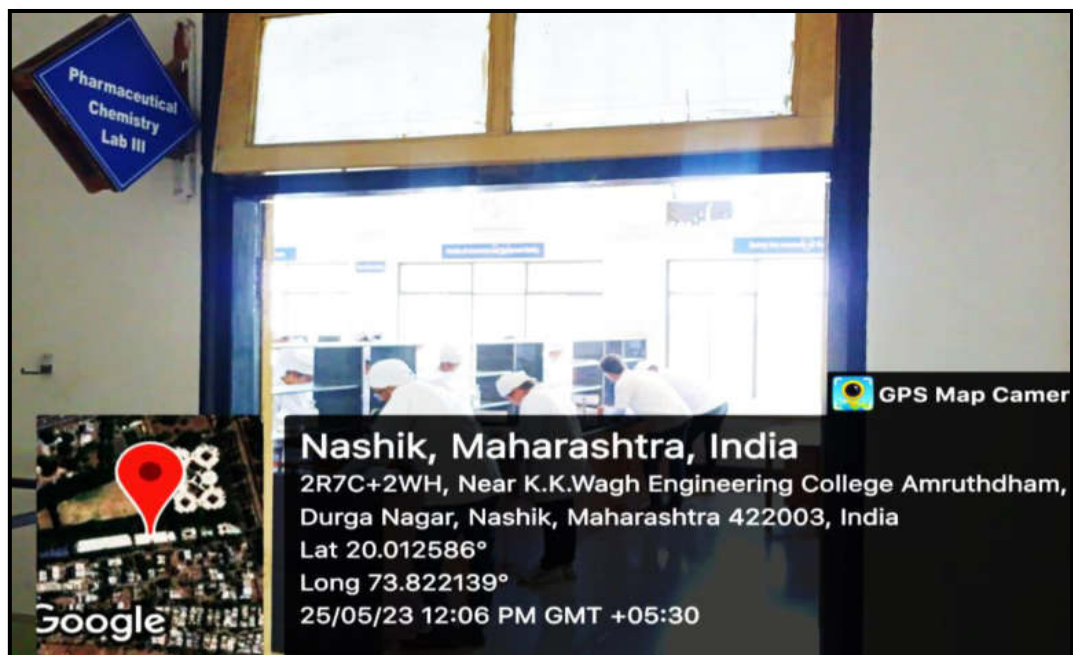 Pharmaceutical
Chemistry
Lab III
GPS Map Camer
Nashik, Maharashtra, India
2R7C+2WH, Near K.K.Wagh Engineering College Amruthdham,
Durga Nagar, Nashik, Maharashtra 422003, India
Lat 20.012586°
Long 73.822139°
25/05/23 12:06 PM GMT +05:30
Google